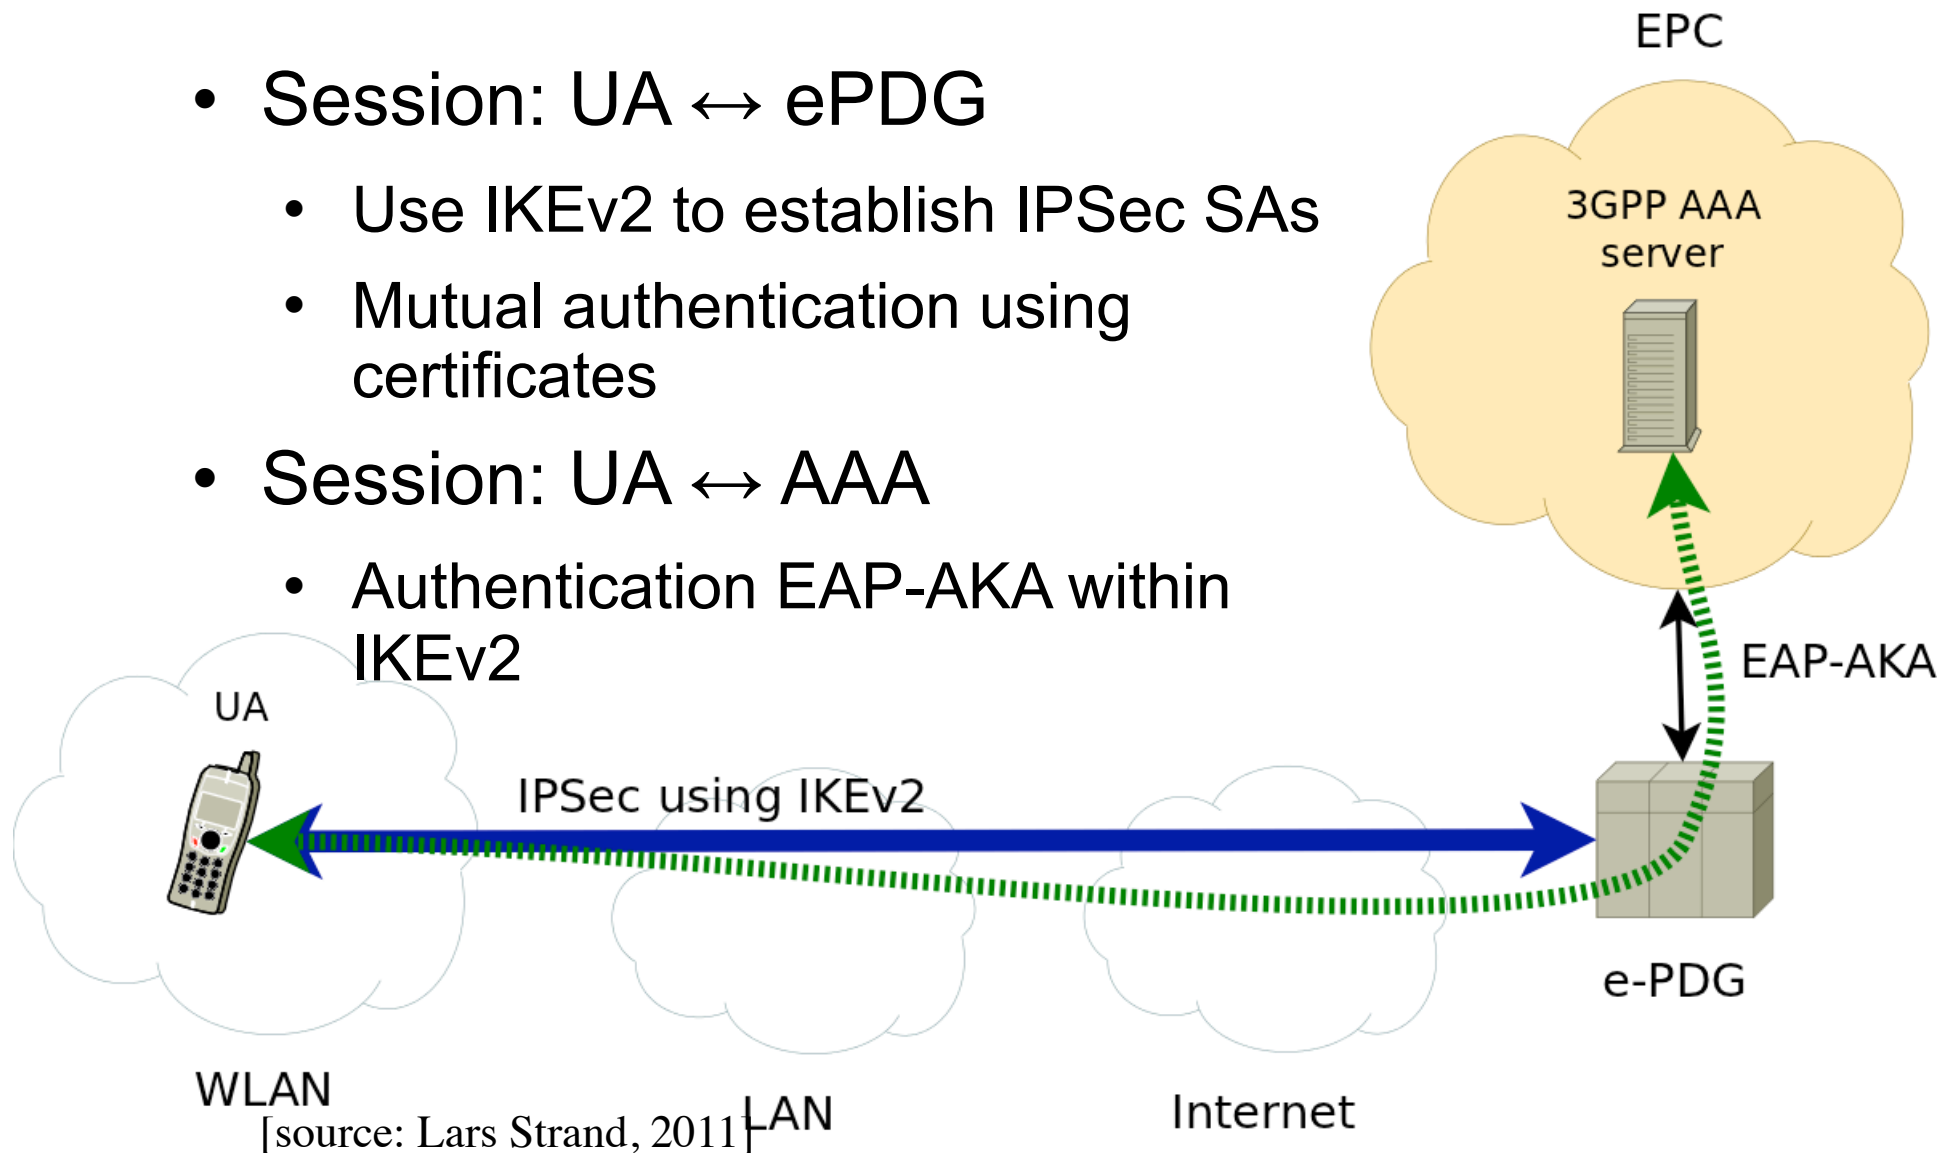 • Session: UA ↔ ePDG
• Use IKEv2 to establish IPSec SAs
• Mutual authentication using
certificates
• Session: UA ↔ AAA
• Authentication EAP-AKA within
IKEv2
EPC
3GPP AAA
server
EAP-AKA
UA
IPSec using IKEv2
e-PDG
WLAN
LAN
Internet
[source: Lars Strand, 2011]